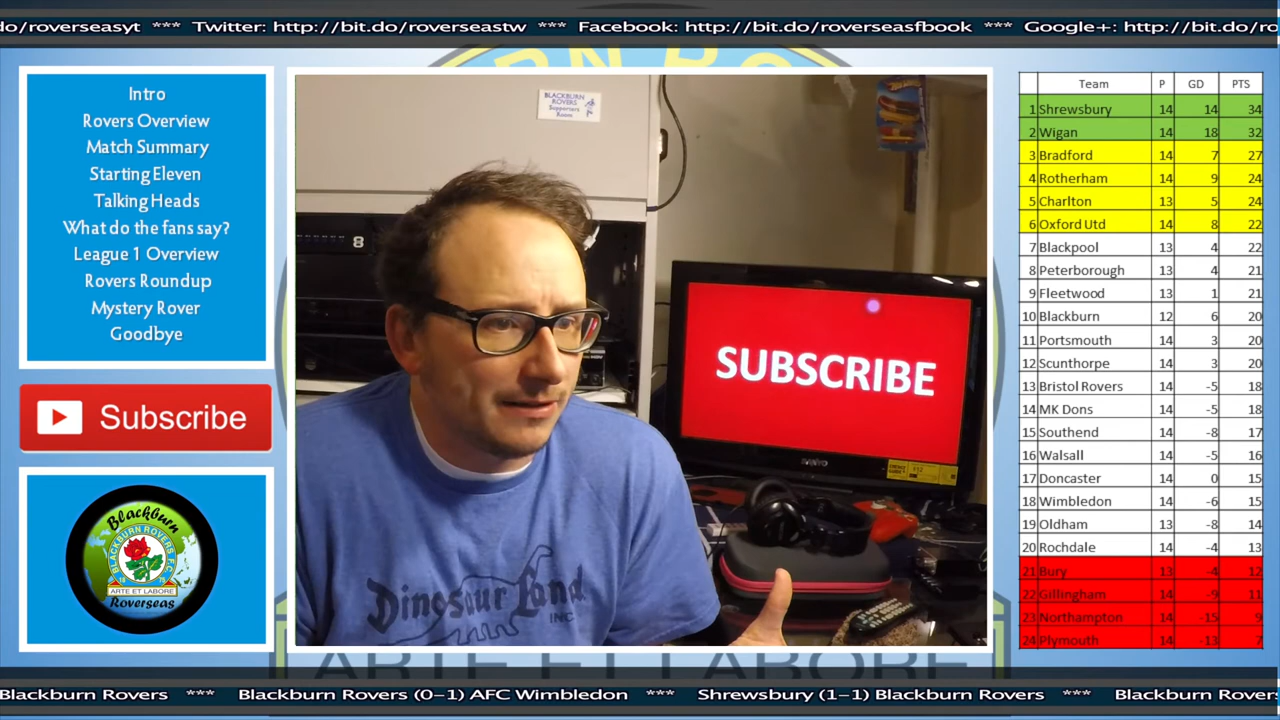 do/roverseasyt *** Twitter: http://bit.do/roverseastw *** Facebook: http://bit.do/roverseasfbook *** Google+: http://bit.do/ro
Intro
Rovers Overview
Match Summary
Starting Eleven
Talking Heads
What do the fans say?
League 1 Overview
Rovers Roundup
Mystery Rover
Goodbye
Subscribe
Blackburn
BLACKBURN ROVERS F.C.
18 75
ARTE ET LABORE
Roverseas
BLACKBURN
ROVERS
Supporters
Room
8
SUBSCRIBE
SANYO
Dinosaur Land
INC
Team P GD PTS
1 Shrewsbury 14 14 34
2 Wigan 14 18 32
3 Bradford 14 7 27
4 Rotherham 14 9 24
5 Charlton 13 5 24
6 Oxford Utd 14 8 22
7 Blackpool 13 4 22
8 Peterborough 13 4 21
9 Fleetwood 13 1 21
10 Blackburn 12 6 20
11 Portsmouth 14 3 20
12 Scunthorpe 14 3 20
13 Bristol Rovers 14 -5 18
14 MK Dons 14 -5 18
15 Southend 14 -8 17
16 Walsall 14 -5 16
17 Doncaster 14 0 15
18 Wimbledon 14 -6 15
19 Oldham 13 -8 14
20 Rochdale 14 -4 13
21 Bury 13 -4 12
22 Gillingham 14 -9 11
23 Northampton 14 -15 9
24 Plymouth 14 -13 7
ARTE ET LABORE
Blackburn Rovers *** Blackburn Rovers (0-1) AFC Wimbledon *** Shrewsbury (1-1) Blackburn Rovers *** Blackburn Rovers